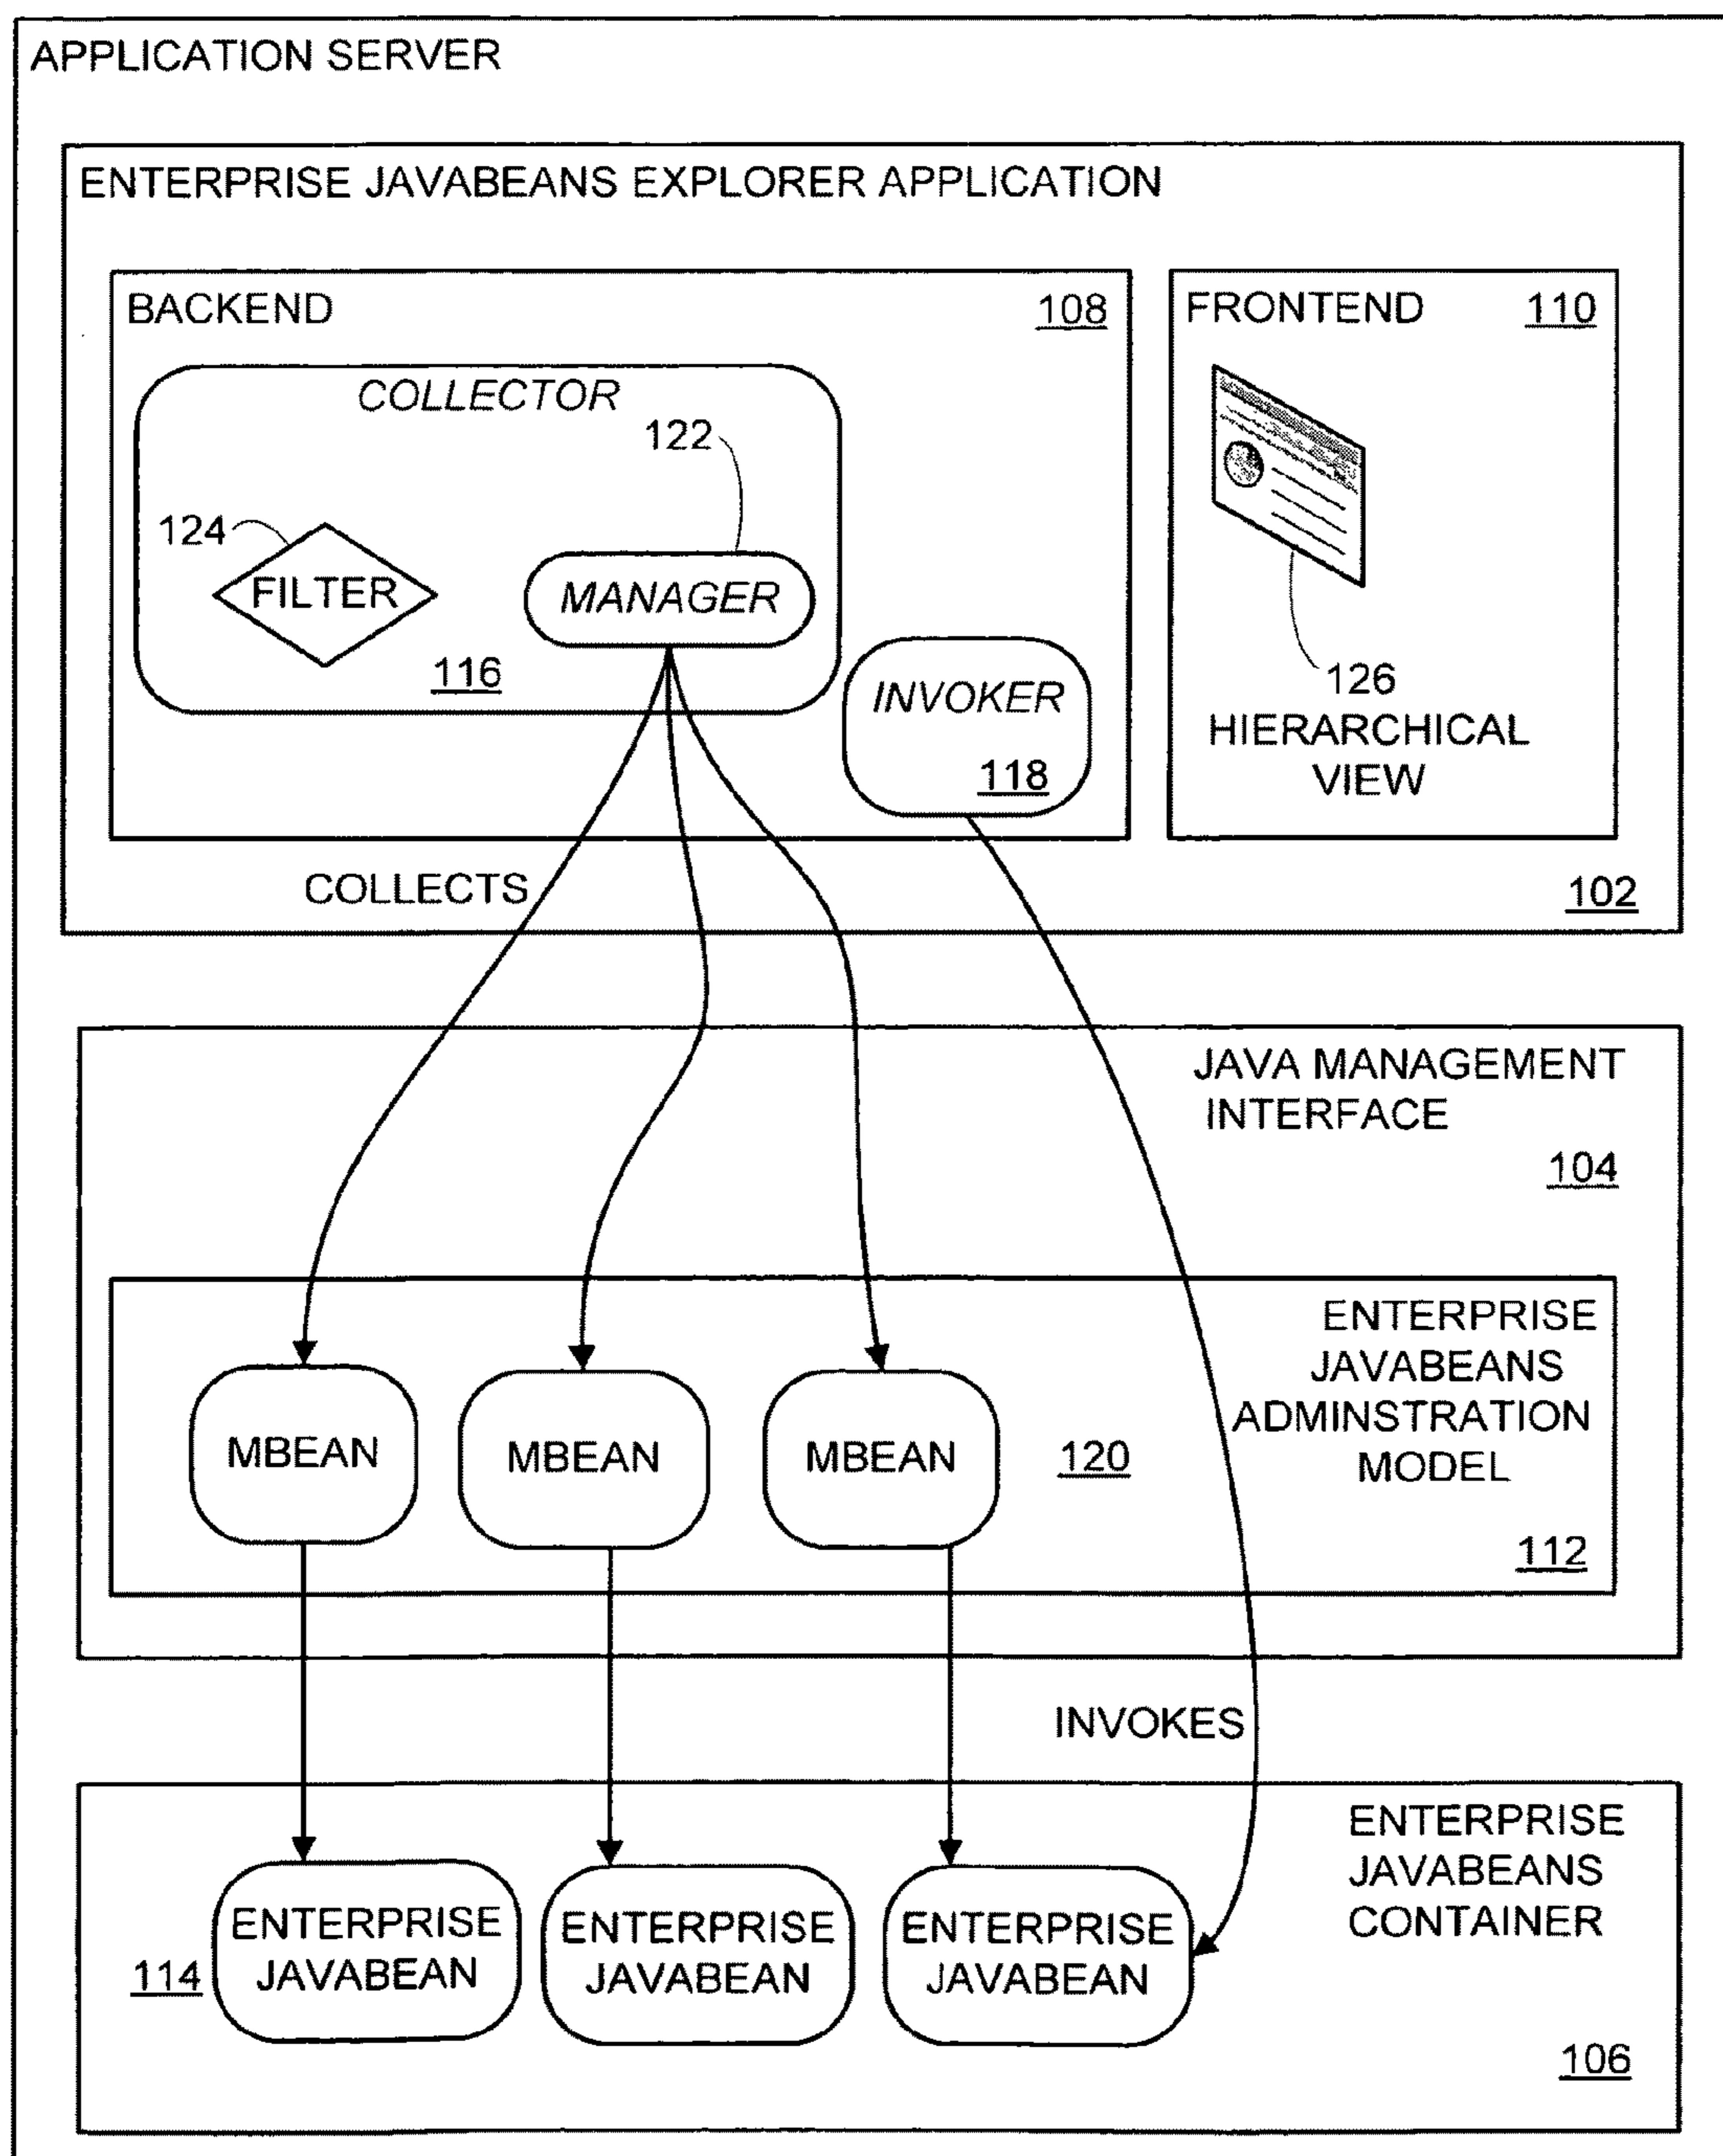 APPLICATION SERVER
ENTERPRISE JAVABEANS EXPLORER APPLICATION
BACKEND
108
COLLECTOR
122
124
FILTER
MANAGER
116
INVOKER
118
FRONTEND
110
126
HIERARCHICAL
VIEW
COLLECTS
102
JAVA MANAGEMENT
INTERFACE
104
ENTERPRISE
JAVABEANS
ADMINSTRATION
MODEL
MBEAN
MBEAN
MBEAN
120
112
INVOKES
ENTERPRISE
JAVABEANS
CONTAINER
114
ENTERPRISE
JAVABEAN
ENTERPRISE
JAVABEAN
ENTERPRISE
JAVABEAN
106